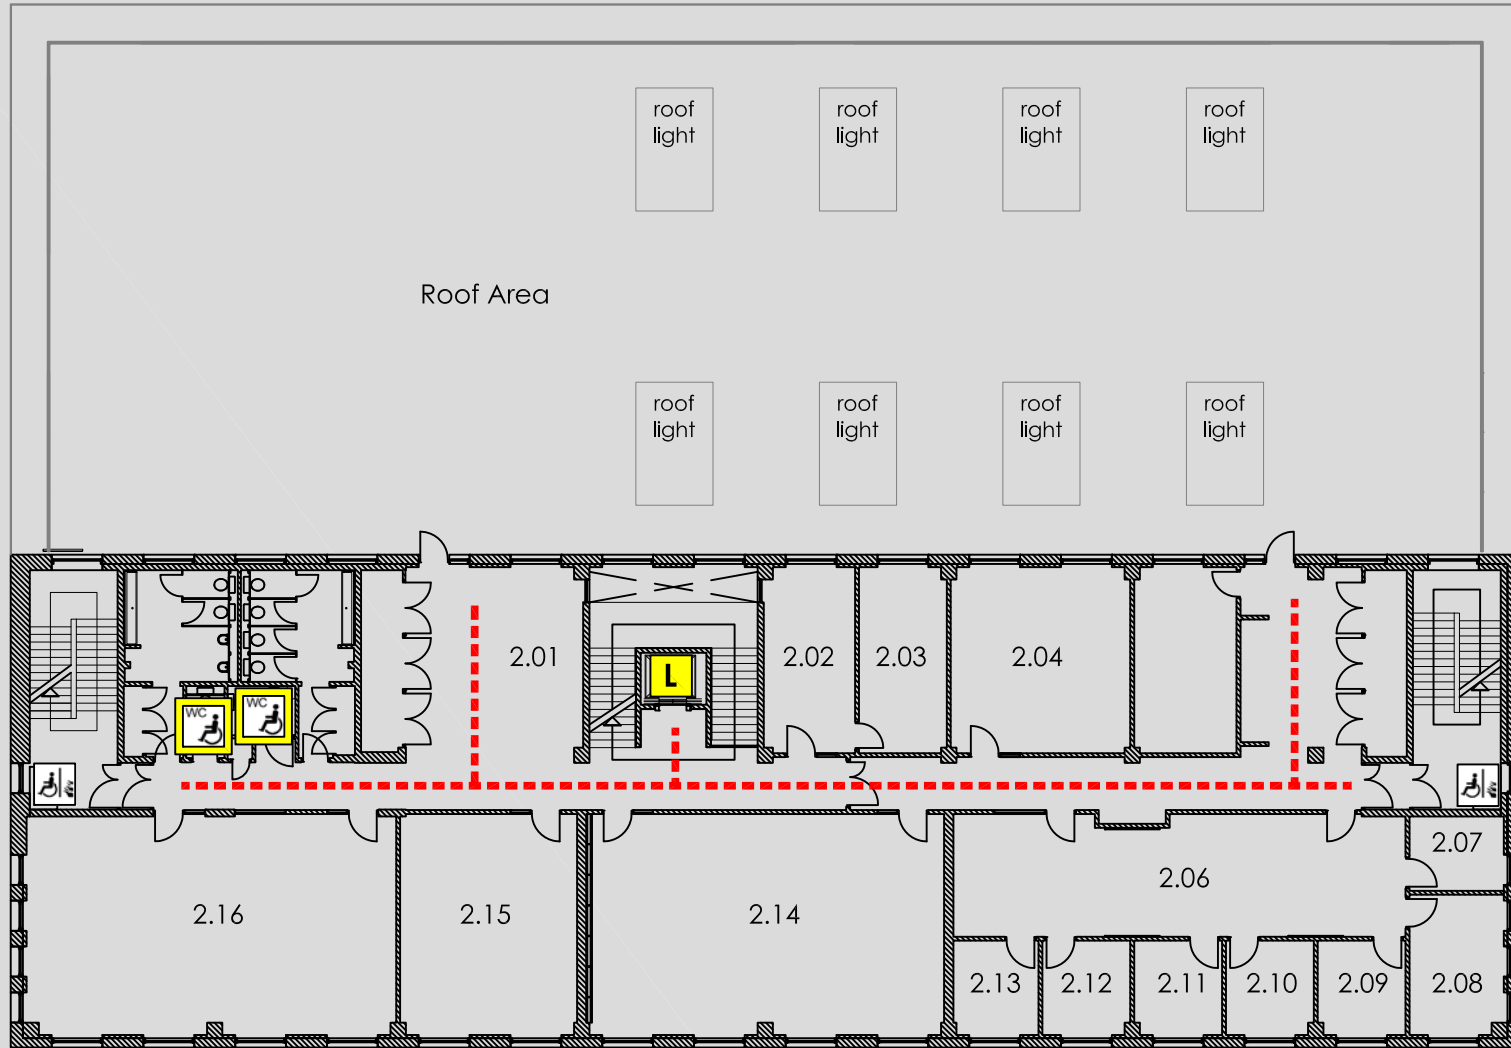 roof
light
roof
light
roof
light
roof
light
Roof Area
roof
light
roof
light
roof
light
roof
light
2.01
L
2.02
2.03
2.04
WC
WC
2.07
2.06
2.16
2.15
2.14
2.13
2.12
2.11
2.10
2.09
2.08